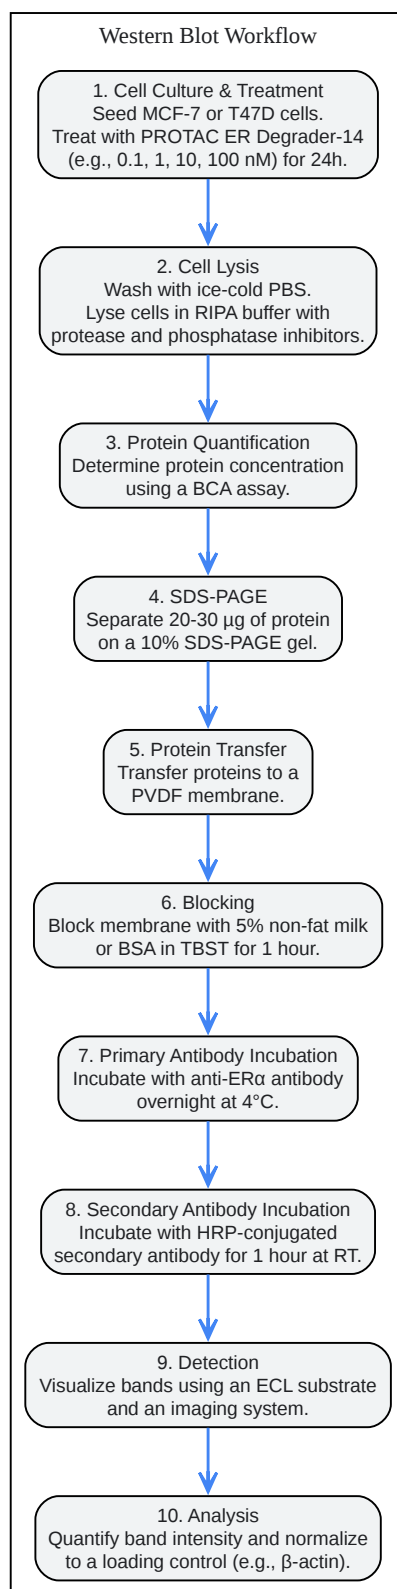 Western Blot Workflow
1. Cell Culture & Treatment
Seed MCF-7 or T47D cells.
Treat with PROTAC ER Degrader-14
(e.g., 0.1, 1, 10, 100 nM) for 24h.
2. Cell Lysis
Wash with ice-cold PBS.
Lyse cells in RIPA buffer with
protease and phosphatase inhibitors.
3. Protein Quantification
Determine protein concentration
using a BCA assay.
4. SDS-PAGE
Separate 20-30 µg of protein
on a 10% SDS-PAGE gel.
5. Protein Transfer
Transfer proteins to a
PVDF membrane.
6. Blocking
Block membrane with 5% non-fat milk
or BSA in TBST for 1 hour.
7. Primary Antibody Incubation
Incubate with anti-ERα antibody
overnight at 4°C.
8. Secondary Antibody Incubation
Incubate with HRP-conjugated
secondary antibody for 1 hour at RT.
9. Detection
Visualize bands using an ECL substrate
and an imaging system.
10. Analysis
Quantify band intensity and normalize
to a loading control (e.g., β-actin).